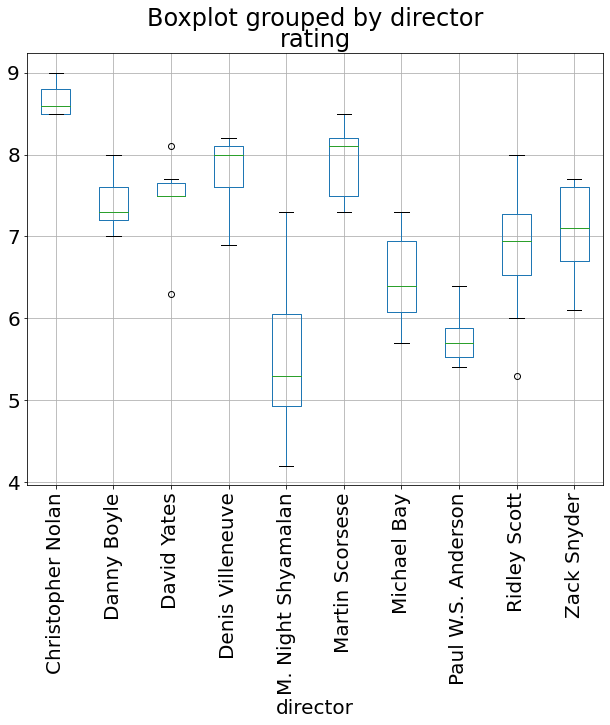 Boxplot grouped by director
rating
9
8
7
6
5
4
Christopher Nolan
Danny Boyle
David Yates
Denis Villeneuve
M. Night Shyamalan
Martin Scorsese
Michael Bay
Paul W.S. Anderson
Ridley Scott
Zack Snyder
director